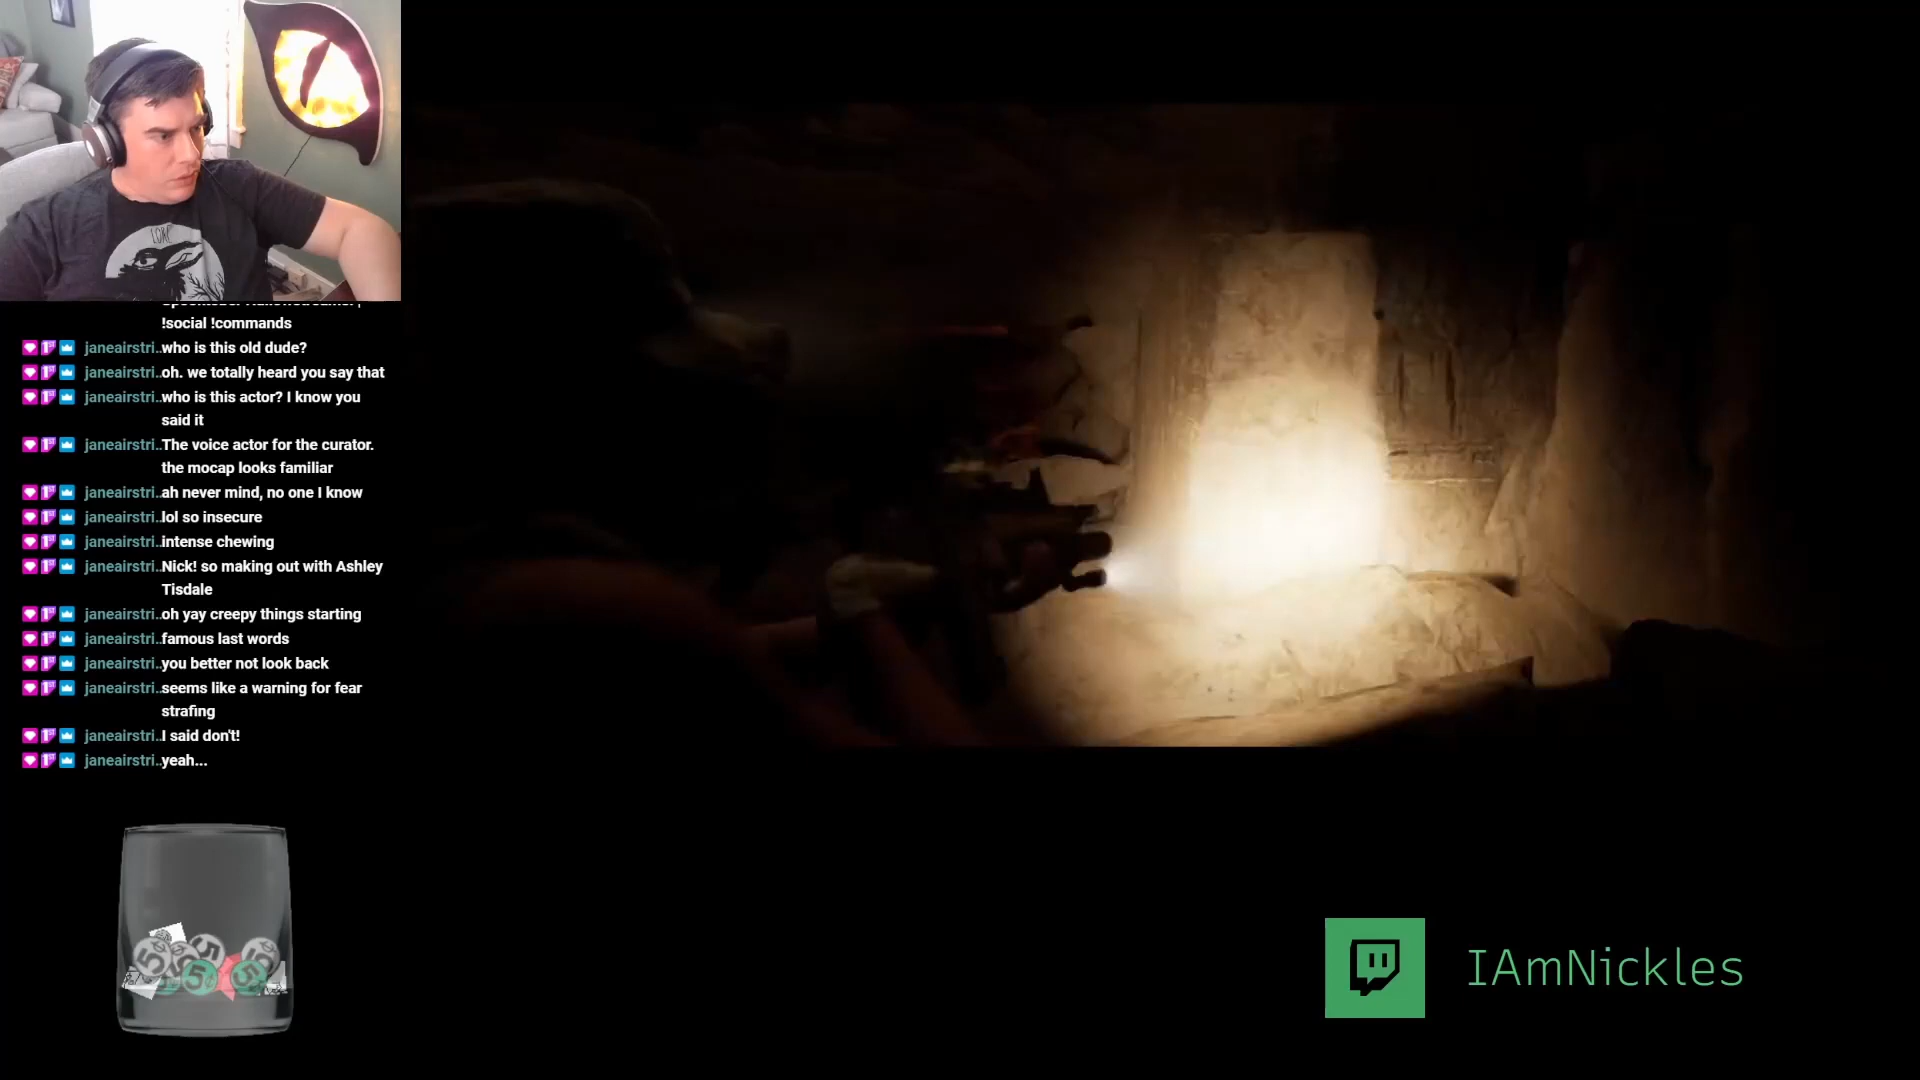 LORE
!social !commands
janeairstri..who is this old dude?
janeairstri..oh. we totally heard you say that
janeairstri..who is this actor? I know you
said it
janeairstri..The voice actor for the curator.
the mocap looks familiar
janeairstri..ah never mind, no one I know
janeairstri..lol so insecure
janeairstri..intense chewing
janeairstri..Nick! so making out with Ashley
Tisdale
janeairstri..oh yay creepy things starting
janeairstri..famous last words
janeairstri..you better not look back
janeairstri..seems like a warning for fear
strafing
janeairstri..I said don't!
janeairstri..yeah...
5¢
IAmNickles